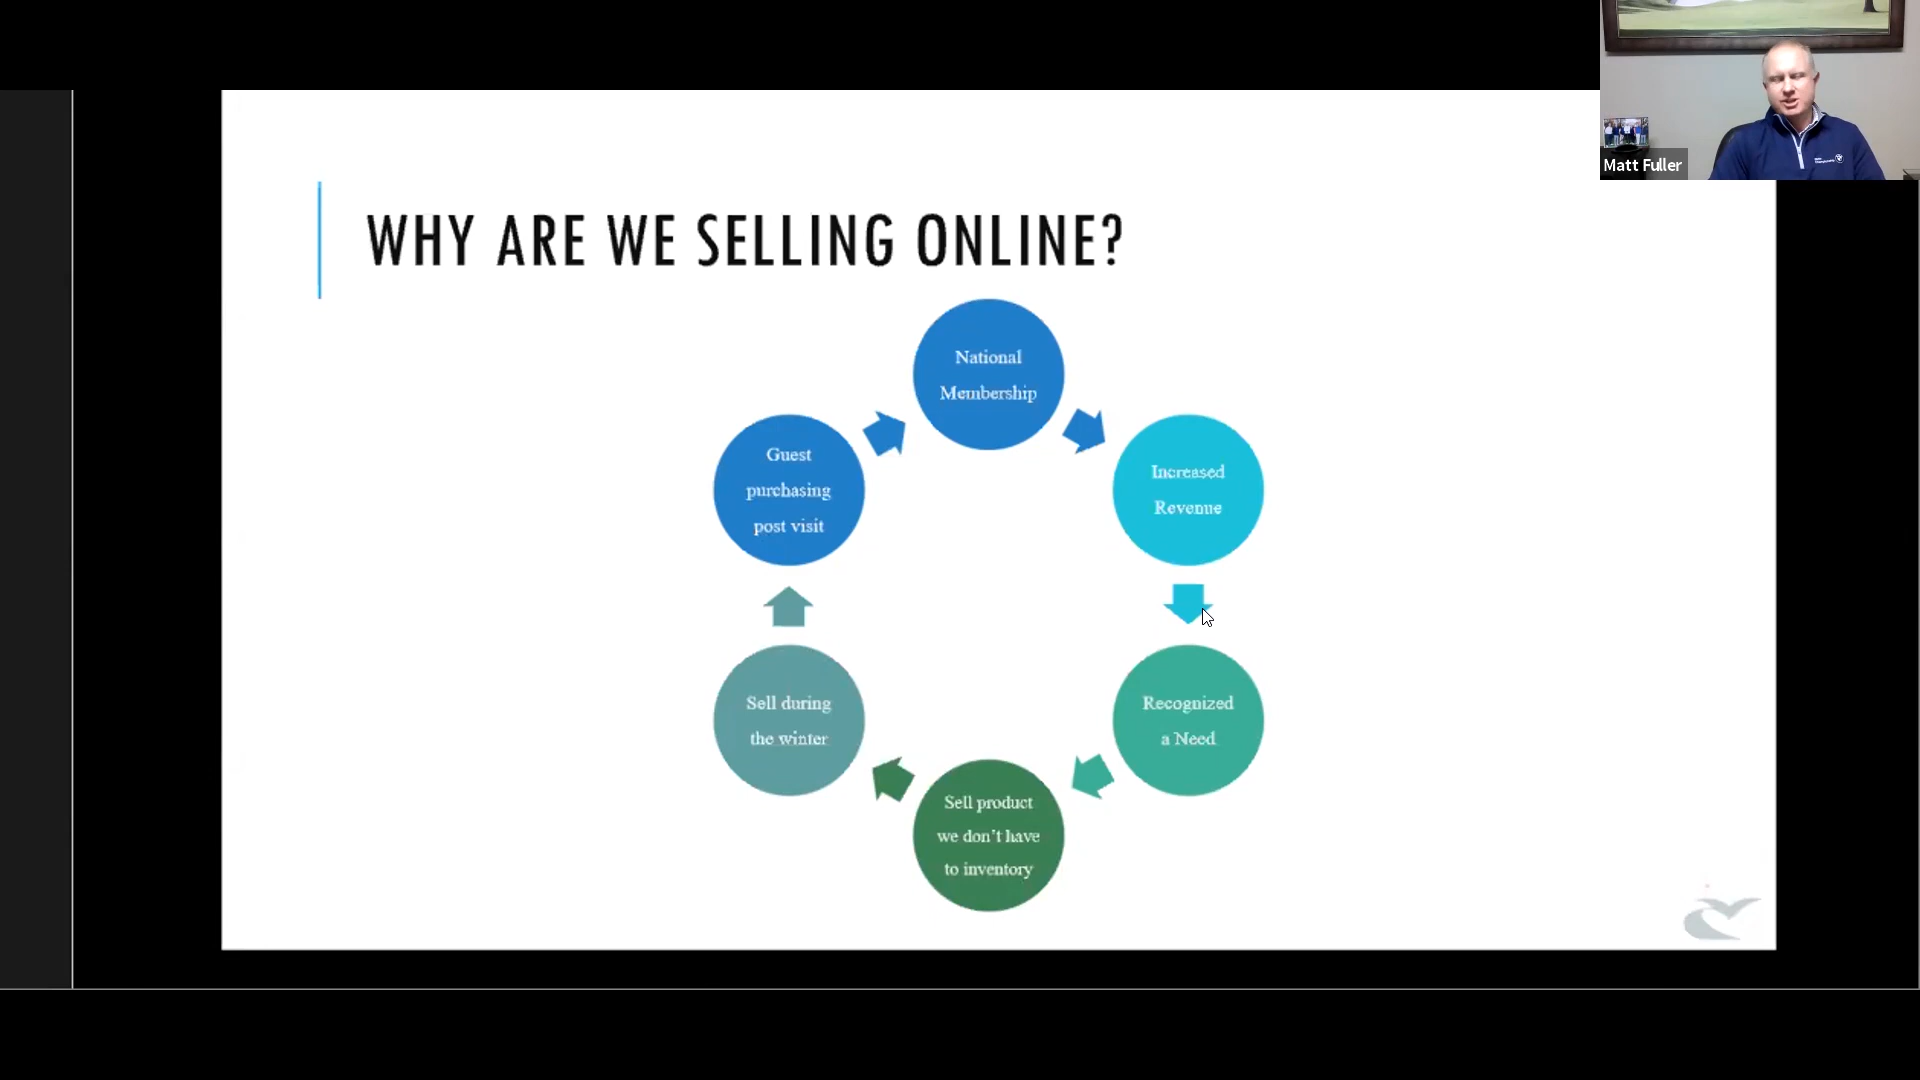 WHY ARE WE SELLING ONLINE?
National
Membership
Increased
Revenue
Recognized
a Need
Sell product
we don't have
to inventory
Sell during
the winter
Guest
purchasing
post visit
Matt Fuller